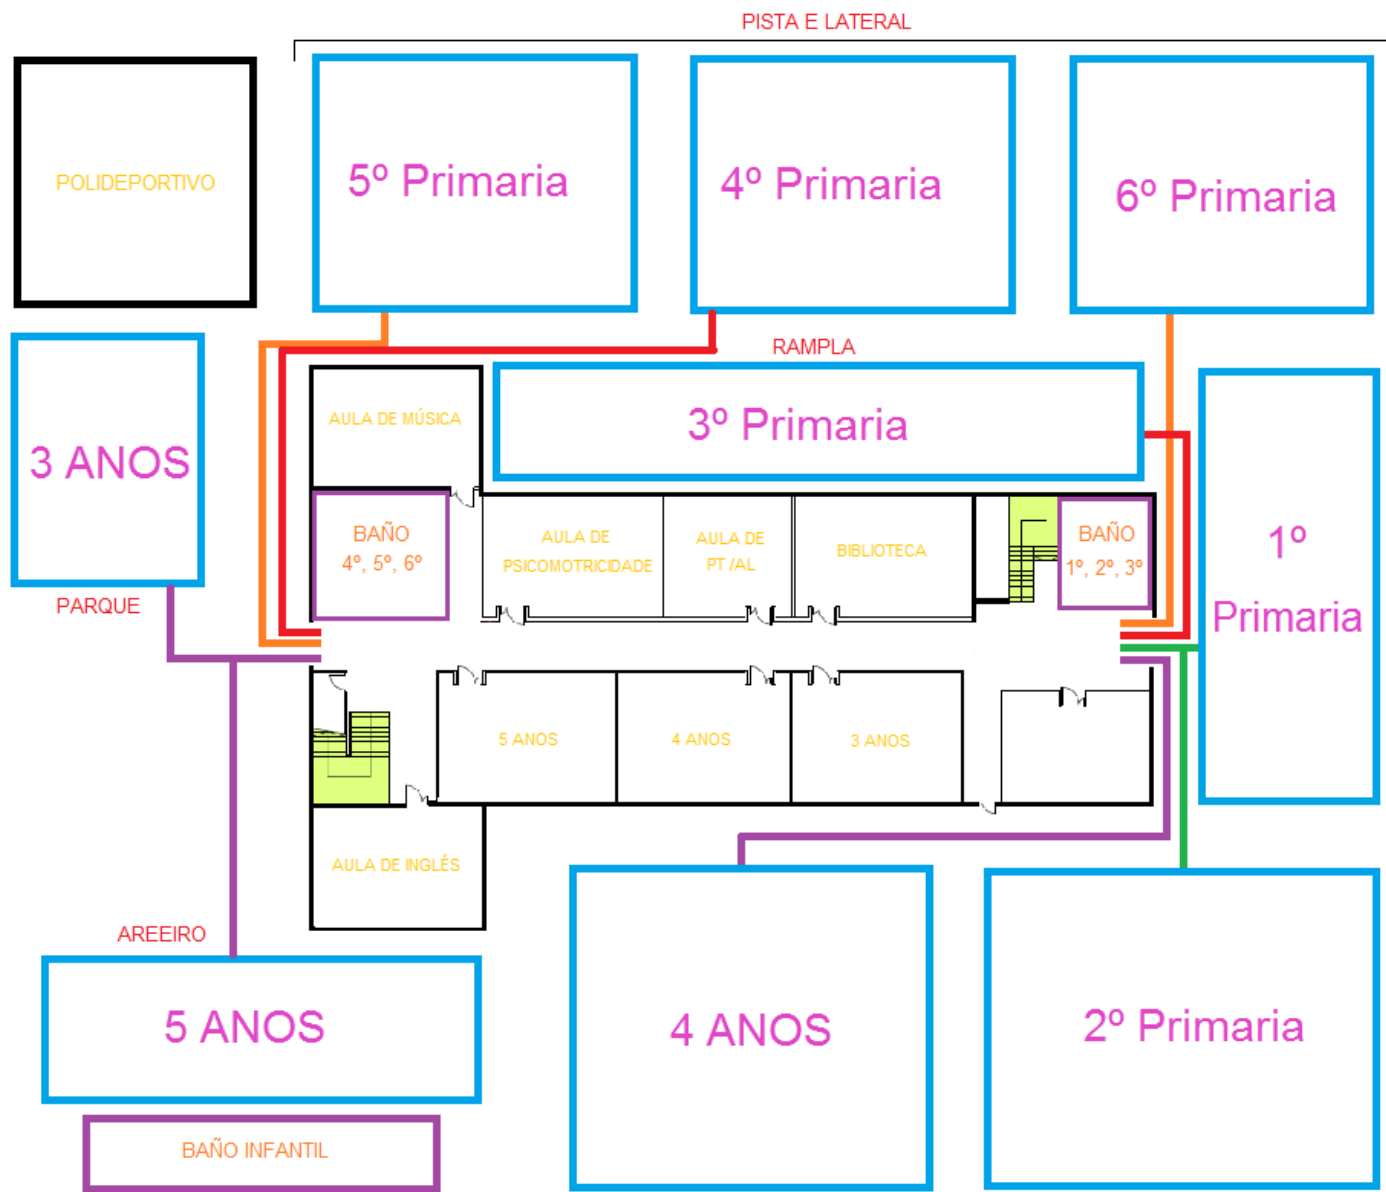 PISTA E LATERAL
POLIDEPORTIVO
5º Primaria
4º Primaria
6º Primaria
RAMPLA
3 ANOS
AULA DE MÚSICA
3º Primaria
1º
Primaria
BAÑO
4º, 5º, 6º
AULA DE
PSICOMOTRICIDADE
AULA DE
PT /AL
BIBLIOTECA
BAÑO
1º, 2º, 3º
PARQUE
5 ANOS
4 ANOS
3 ANOS
AULA DE INGLÉS
AREEIRO
5 ANOS
4 ANOS
2º Primaria
BAÑO INFANTIL